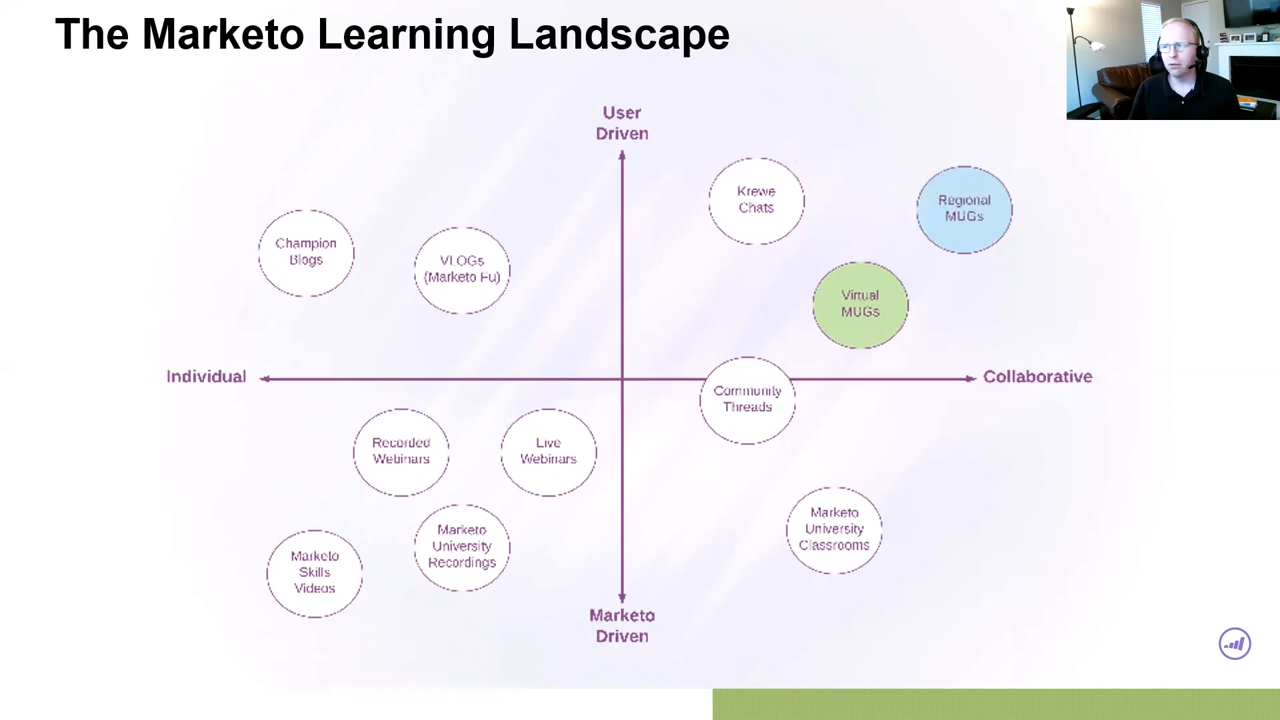 The Marketo Learning Landscape
User
Driven
Krewe
Chats
Regional
MUGs
Champion
Blogs
VLOGs
(Marketo Fu)
Virtual
MUGs
Individual
Collaborative
Community
Threads
Recorded
Webinars
Live
Webinars
Marketo
University
Recordings
Marketo
University
Classrooms
Marketo
Skills
Videos
Marketo
Driven